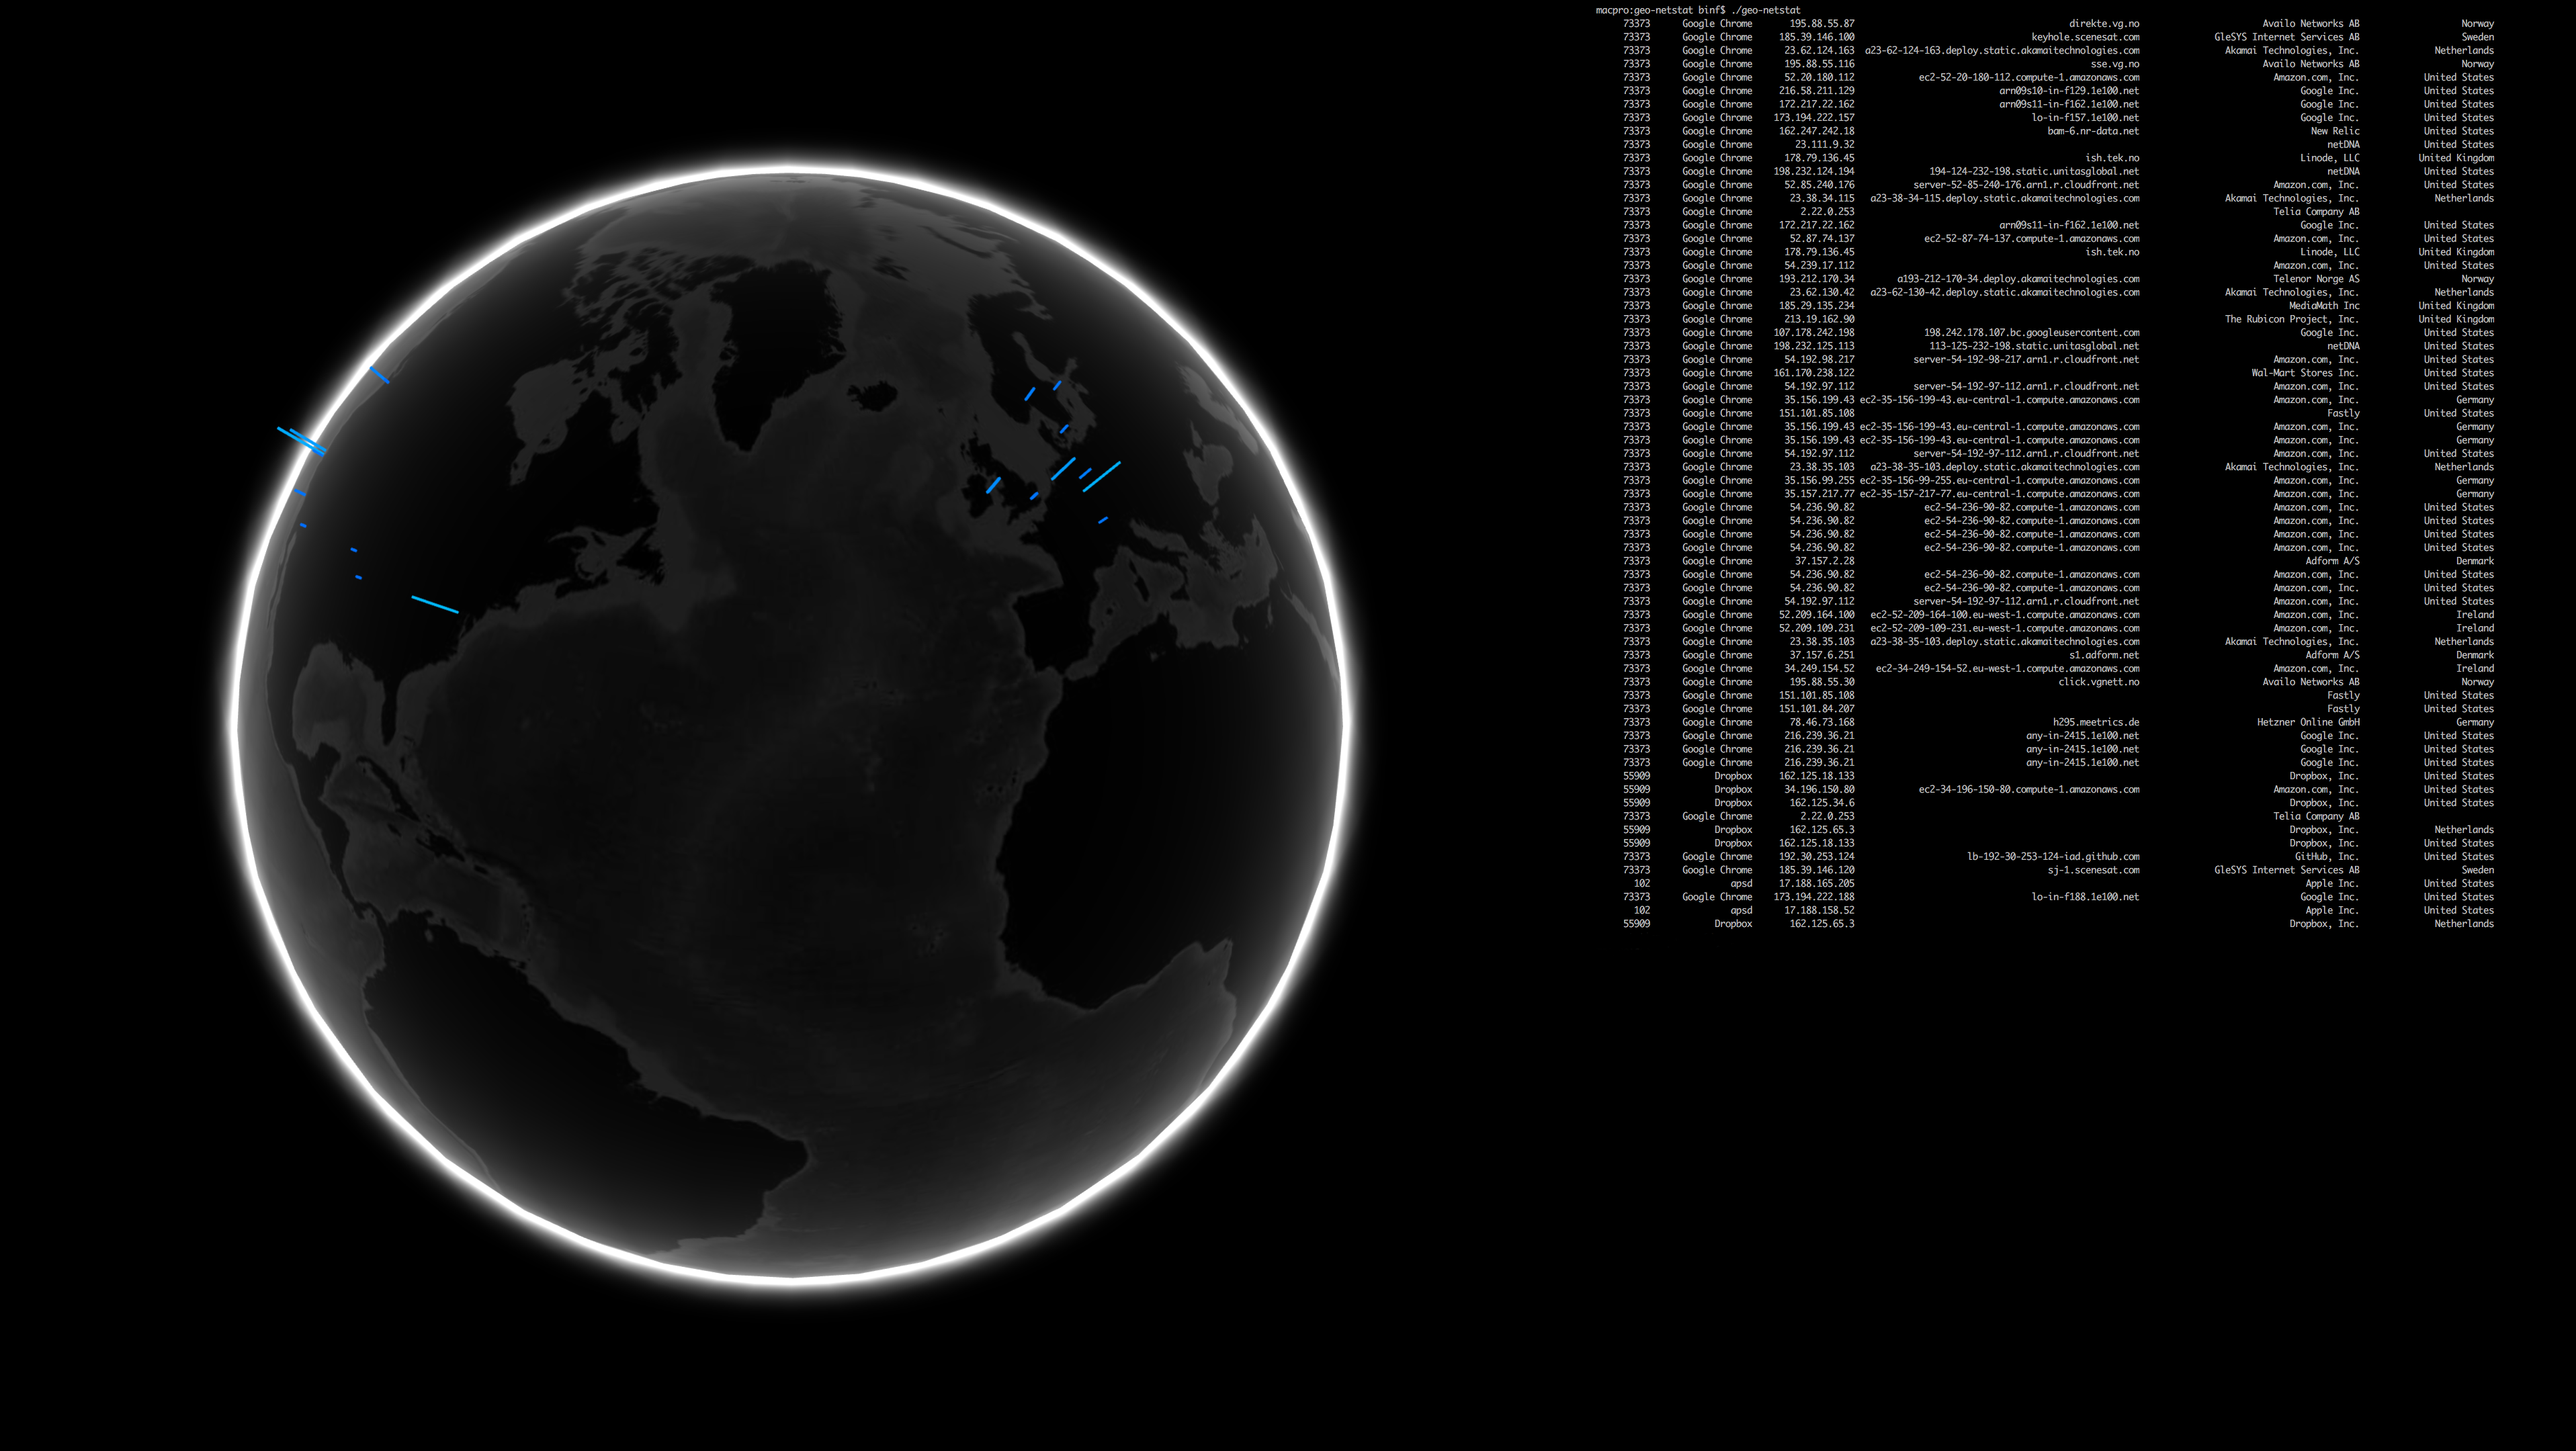 macpro:geo-netstat binf$ ./geo-netstat
73373 Google Chrome 195.88.55.87 direkte.vg.no Availo Networks AB Norway
73373 Google Chrome 185.39.146.100 keyhole.scenesat.com GleSYS Internet Services AB Sweden
73373 Google Chrome 23.62.124.163 a23-62-124-163.deploy.static.akamaitechnologies.com Akamai Technologies, Inc. Netherlands
73373 Google Chrome 195.88.55.116 sse.vg.no Availo Networks AB Norway
73373 Google Chrome 52.20.180.112 ec2-52-20-180-112.compute-1.amazonaws.com Amazon.com, Inc. United States
73373 Google Chrome 216.58.211.129 arn09s10-in-f129.1e100.net Google Inc. United States
73373 Google Chrome 172.217.22.162 arn09s11-in-f162.1e100.net Google Inc. United States
73373 Google Chrome 173.194.222.157 lo-in-f157.1e100.net Google Inc. United States
73373 Google Chrome 162.247.242.18 bam-6.nr-data.net New Relic United States
73373 Google Chrome 23.111.9.32 netDNA United States
73373 Google Chrome 178.79.136.45 ish.tek.no Linode, LLC United Kingdom
73373 Google Chrome 198.232.124.194 194-124-232-198.static.unitasglobal.net netDNA United States
73373 Google Chrome 52.85.240.176 server-52-85-240-176.arn1.r.cloudfront.net Amazon.com, Inc. United States
73373 Google Chrome 23.38.34.115 a23-38-34-115.deploy.static.akamaitechnologies.com Akamai Technologies, Inc. Netherlands
73373 Google Chrome 2.22.0.253 Telia Company AB
73373 Google Chrome 172.217.22.162 arn09s11-in-f162.1e100.net Google Inc. United States
73373 Google Chrome 52.87.74.137 ec2-52-87-74-137.compute-1.amazonaws.com Amazon.com, Inc. United States
73373 Google Chrome 178.79.136.45 ish.tek.no Linode, LLC United Kingdom
73373 Google Chrome 54.239.17.112 Amazon.com, Inc. United States
73373 Google Chrome 193.212.170.34 a193-212-170-34.deploy.akamaitechnologies.com Telenor Norge AS Norway
73373 Google Chrome 23.62.130.42 a23-62-130-42.deploy.static.akamaitechnologies.com Akamai Technologies, Inc. Netherlands
73373 Google Chrome 185.29.135.234 MediaMath Inc United Kingdom
73373 Google Chrome 213.19.162.90 The Rubicon Project, Inc. United Kingdom
73373 Google Chrome 107.178.242.198 198.242.178.107.bc.googleusercontent.com Google Inc. United States
73373 Google Chrome 198.232.125.113 113-125-232-198.static.unitasglobal.net netDNA United States
73373 Google Chrome 54.192.98.217 server-54-192-98-217.arn1.r.cloudfront.net Amazon.com, Inc. United States
73373 Google Chrome 161.170.238.122 Wal-Mart Stores Inc. United States
73373 Google Chrome 54.192.97.112 server-54-192-97-112.arn1.r.cloudfront.net Amazon.com, Inc. United States
73373 Google Chrome 35.156.199.43 ec2-35-156-199-43.eu-central-1.compute.amazonaws.com Amazon.com, Inc. Germany
73373 Google Chrome 151.101.85.108 Fastly United States
73373 Google Chrome 35.156.199.43 ec2-35-156-199-43.eu-central-1.compute.amazonaws.com Amazon.com, Inc. Germany
73373 Google Chrome 35.156.199.43 ec2-35-156-199-43.eu-central-1.compute.amazonaws.com Amazon.com, Inc. Germany
73373 Google Chrome 54.192.97.112 server-54-192-97-112.arn1.r.cloudfront.net Amazon.com, Inc. United States
73373 Google Chrome 23.38.35.103 a23-38-35-103.deploy.static.akamaitechnologies.com Akamai Technologies, Inc. Netherlands
73373 Google Chrome 35.156.99.255 ec2-35-156-99-255.eu-central-1.compute.amazonaws.com Amazon.com, Inc. Germany
73373 Google Chrome 35.157.217.77 ec2-35-157-217-77.eu-central-1.compute.amazonaws.com Amazon.com, Inc. Germany
73373 Google Chrome 54.236.90.82 ec2-54-236-90-82.compute-1.amazonaws.com Amazon.com, Inc. United States
73373 Google Chrome 54.236.90.82 ec2-54-236-90-82.compute-1.amazonaws.com Amazon.com, Inc. United States
73373 Google Chrome 54.236.90.82 ec2-54-236-90-82.compute-1.amazonaws.com Amazon.com, Inc. United States
73373 Google Chrome 54.236.90.82 ec2-54-236-90-82.compute-1.amazonaws.com Amazon.com, Inc. United States
73373 Google Chrome 37.157.2.28 Adform A/S Denmark
73373 Google Chrome 54.236.90.82 ec2-54-236-90-82.compute-1.amazonaws.com Amazon.com, Inc. United States
73373 Google Chrome 54.236.90.82 ec2-54-236-90-82.compute-1.amazonaws.com Amazon.com, Inc. United States
73373 Google Chrome 54.192.97.112 server-54-192-97-112.arn1.r.cloudfront.net Amazon.com, Inc. United States
73373 Google Chrome 52.209.164.100 ec2-52-209-164-100.eu-west-1.compute.amazonaws.com Amazon.com, Inc. Ireland
73373 Google Chrome 52.209.109.231 ec2-52-209-109-231.eu-west-1.compute.amazonaws.com Amazon.com, Inc. Ireland
73373 Google Chrome 23.38.35.103 a23-38-35-103.deploy.static.akamaitechnologies.com Akamai Technologies, Inc. Netherlands
73373 Google Chrome 37.157.6.251 s1.adform.net Adform A/S Denmark
73373 Google Chrome 34.249.154.52 ec2-34-249-154-52.eu-west-1.compute.amazonaws.com Amazon.com, Inc. Ireland
73373 Google Chrome 195.88.55.30 click.vgnett.no Availo Networks AB Norway
73373 Google Chrome 151.101.85.108 Fastly United States
73373 Google Chrome 151.101.84.207 Fastly United States
73373 Google Chrome 78.46.73.168 h295.meetrics.de Hetzner Online GmbH Germany
73373 Google Chrome 216.239.36.21 any-in-2415.1e100.net Google Inc. United States
73373 Google Chrome 216.239.36.21 any-in-2415.1e100.net Google Inc. United States
73373 Google Chrome 216.239.36.21 any-in-2415.1e100.net Google Inc. United States
55909 Dropbox 162.125.18.133 Dropbox, Inc. United States
55909 Dropbox 34.196.150.80 ec2-34-196-150-80.compute-1.amazonaws.com Amazon.com, Inc. United States
55909 Dropbox 162.125.34.6 Dropbox, Inc. United States
73373 Google Chrome 2.22.0.253 Telia Company AB
55909 Dropbox 162.125.65.3 Dropbox, Inc. Netherlands
55909 Dropbox 162.125.18.133 Dropbox, Inc. United States
73373 Google Chrome 192.30.253.124 lb-192-30-253-124-iad.github.com GitHub, Inc. United States
73373 Google Chrome 185.39.146.120 sj-1.scenesat.com GleSYS Internet Services AB Sweden
102 apsd 17.188.165.205 Apple Inc. United States
73373 Google Chrome 173.194.222.188 lo-in-f188.1e100.net Google Inc. United States
102 apsd 17.188.158.52 Apple Inc. United States
55909 Dropbox 162.125.65.3 Dropbox, Inc. Netherlands